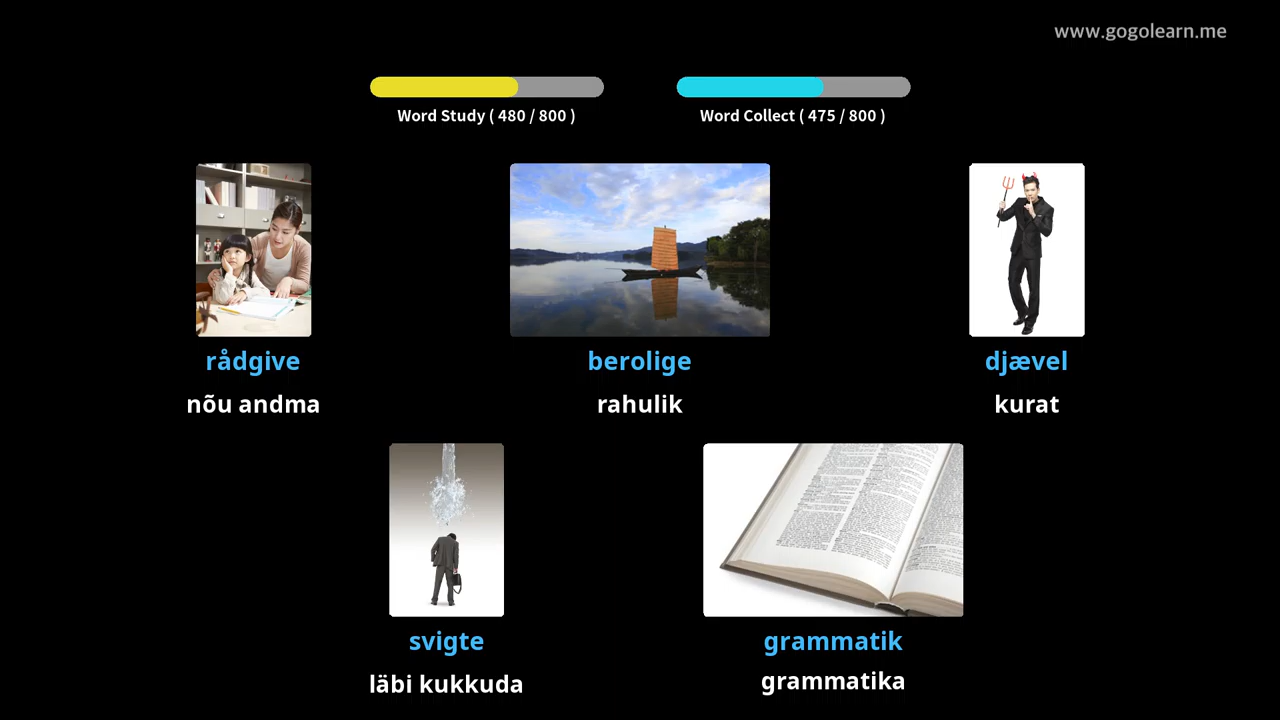 www.gogolearn.me
Word Study ( 480 / 800 )
Word Collect ( 475 / 800 )
rådgive
nõu andma
berolige
rahulik
djævel
kurat
svigte
läbi kukkuda
grammatik
grammatika